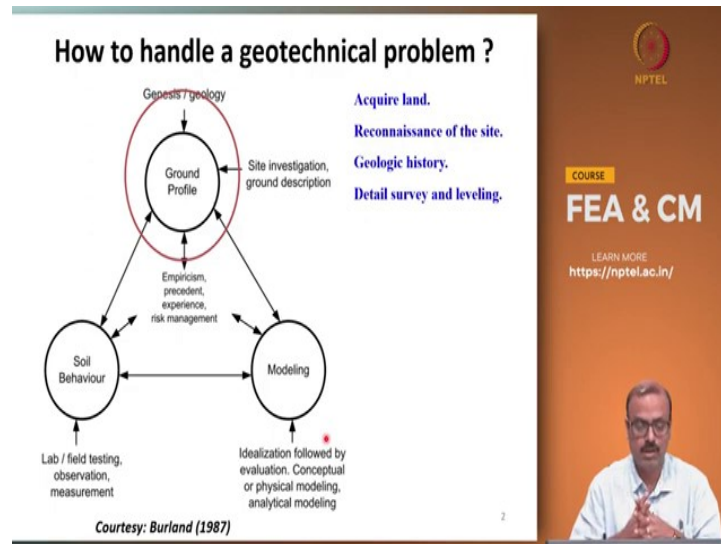 How to handle a geotechnical problem ?
Genesis / geology
Ground
Profile
Site investigation,
ground description
Empiricism,
precedent,
experience,
risk management
Soil
Behaviour
Modeling
Lab / field testing,
observation,
measurement
Idealization followed by
evaluation. Conceptual
or physical modeling,
analytical modeling
Courtesy: Burland (1987)
2
Acquire land.
Reconnaissance of the site.
Geologic history.
Detail survey and leveling.
NPTEL
COURSE
FEA & CM
LEARN MORE
https://nptel.ac.in/